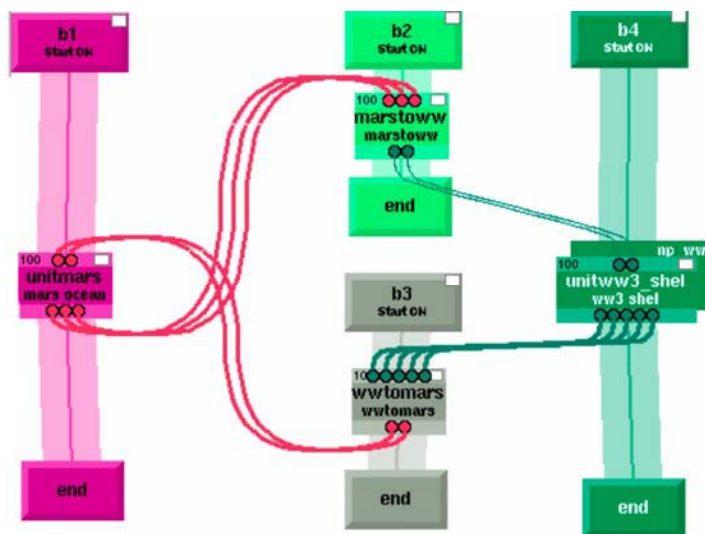 b1
Start ON
b2
Start ON
b4
Start ON
100
marstoww
marstoww
end
100
unitmars
mars ocean
np_ww
100
unitww3_shel
ww3 shel
b3
Start ON
wwtomars
wwtomars
end
end
end